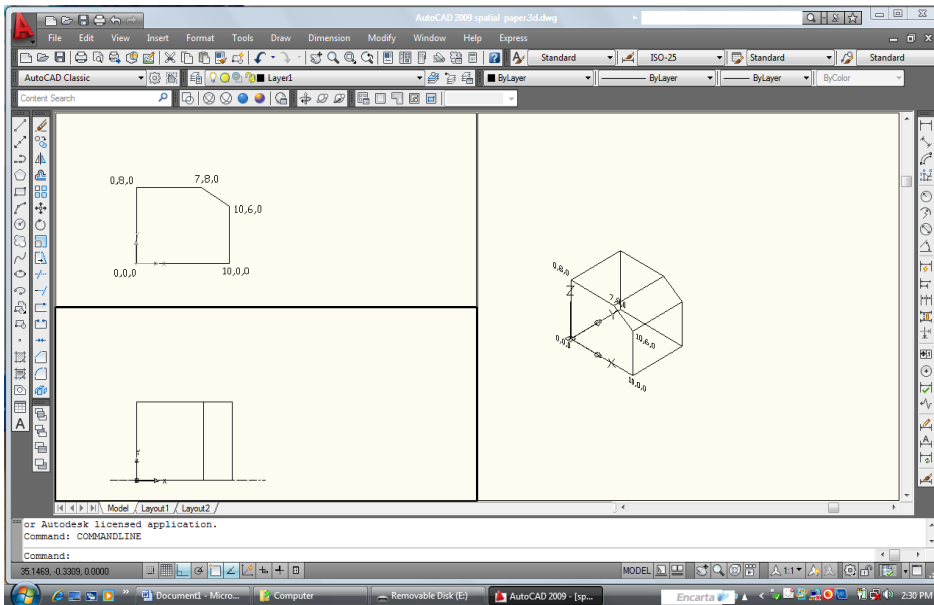 AutoCAD 2009 spatial paper.3d.dwg
File Edit View Insert Format Tools Draw Dimension Modify Window Help Express
Standard ISO-25 Standard Standard
AutoCAD Classic Layer1 ByLayer ByLayer ByLayer ByColor
Content Search
0,8,0 7,8,0
10,6,0
0,0,0 10,0,0
0,8,0
Z
7,8,0
Y
10,6,0
X
10,0,0
Y
X
Model Layout1 Layout2
or Autodesk licensed application.
Command: COMMANDLINE
Command:
35.1469, -0.3309, 0.0000 MODEL 1:1
Document1 - Micro... Computer Removable Disk (E:) AutoCAD 2009 - [sp... Encarta 2:30 PM